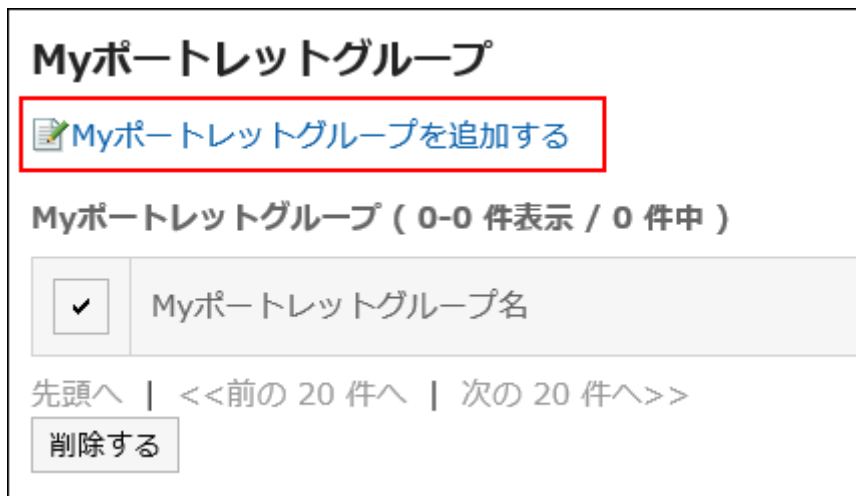 Myポートレットグループ
Myポートレットグループを追加する
Myポートレットグループ ( 0-0 件表示 / 0 件中 )
Myポートレットグループ名
先頭へ | <<前の 20 件へ | 次の 20 件へ>>
削除する